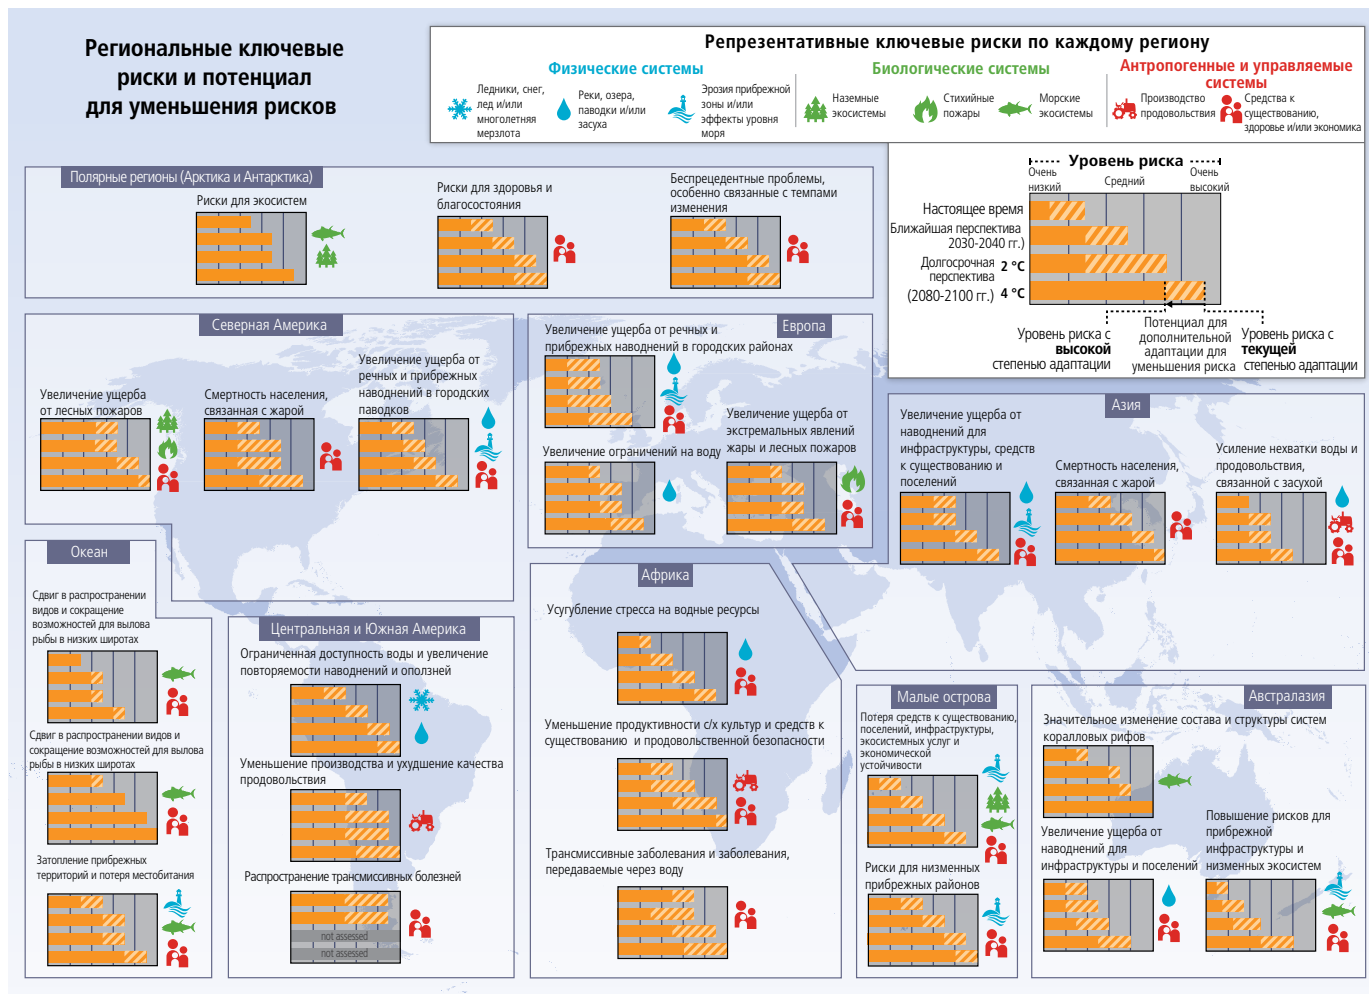 Региональные ключевые
риски и потенциал
для уменьшения рисков
Репрезентативные ключевые риски по каждому региону
Физические системы
Биологические системы
Антропогенные и управляемые
системы
Ледники, снег,
лед и/или
многолетняя
мерзлота
Реки, озера,
паводки и/или
засуха
Эрозия прибрежной
зоны и/или
эффекты уровня
моря
Наземные
экосистемы
Стихийные
пожары
Морские
экосистемы
Производство
продовольствия
Средства к
существованию,
здоровье и/или экономика
Уровень риска
Очень
низкий
Средний
Очень
высокий
Настоящее время
Ближайшая перспектива
2030-2040 гг.)
Долгосрочная
перспектива
(2080-2100 гг.)
2 °C
4 °C
Уровень риска с
высокой
степенью адаптации
Потенциал для
дополнительной
адаптации для
уменьшения риска
Уровень риска с
текущей
степенью адаптации
Полярные регионы (Арктика и Антарктика)
Риски для экосистем
Риски для здоровья и
благосостояния
Беспрецедентные проблемы,
особенно связанные с темпами
изменения
Северная Америка
Увеличение ущерба
от лесных пожаров
Смертность населения,
связанная с жарой
Увеличение ущерба от
речных и прибрежных
наводнений в городских
паводков
Европа
Увеличение ущерба от речных и
прибрежных наводнений в городских районах
Увеличение ограничений на воду
Увеличение ущерба от
экстремальных явлений
жары и лесных пожаров
Азия
Увеличение ущерба от
наводнений для
инфраструктуры, средств
к существованию и
поселений
Смертность населения,
связанная с жарой
Усиление нехватки воды и
продовольствия,
связанной с засухой
Океан
Сдвиг в распространении
видов и сокращение
возможностей для вылова
рыбы в низких широтах
Сдвиг в распространении видов и
сокращение возможностей для вылова
рыбы в низких широтах
Затопление прибрежных
территорий и потеря местобитания
Центральная и Южная Америка
Ограниченная доступность воды и увеличение
повторяемости наводнений и оползней
Уменьшение производства и ухудшение качества
продовольствия
Распространение трансмиссивных болезней
not assessed
not assessed
Африка
Усугубление стресса на водные ресурсы
Уменьшение продуктивности с/х культур и средств к
существованию и продовольственной безопасности
Трансмиссивные заболевания и заболевания,
передаваемые через воду
Малые острова
Потеря средств к существованию,
поселений, инфраструктуры,
экосистемных услуг и
экономической
устойчивости
Риски для низменных
прибрежных районов
Австралазия
Значительное изменение состава и структуры систем
коралловых рифов
Увеличение ущерба от
наводнений для
инфраструктуры и поселений
Повышение рисков для
прибрежной
инфраструктуры и
низменных экосистем